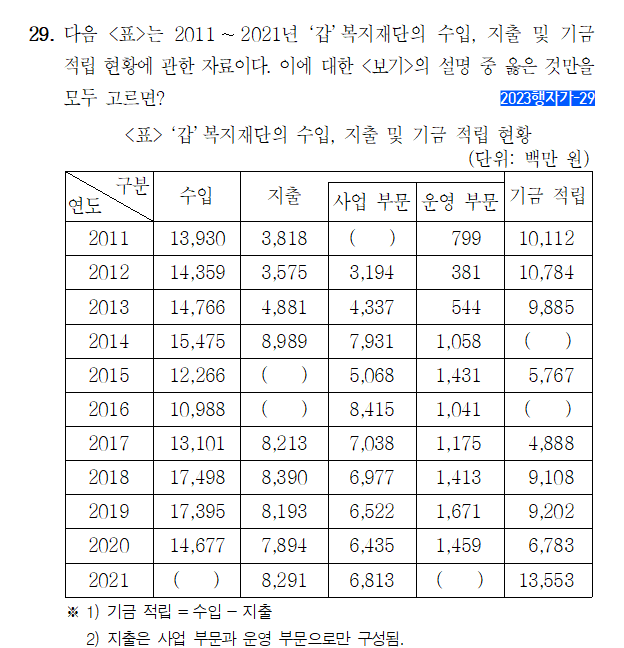 29. 다음 <표>는 2011 ~ 2021년 ‘갑’ 복지재단의 수입, 지출 및 기금
적립 현황에 관한 자료이다. 이에 대한 <보기>의 설명 중 옳은 것만을
모두 고르면? 2023행자가-29
<표> ‘갑’ 복지재단의 수입, 지출 및 기금 적립 현황
(단위: 백만 원)
구분 연도 수입 지출 사업 부문 운영 부문 기금 적립
2011 13,930 3,818 ( ) 799 10,112
2012 14,359 3,575 3,194 381 10,784
2013 14,766 4,881 4,337 544 9,885
2014 15,475 8,989 7,931 1,058 ( )
2015 12,266 ( ) 5,068 1,431 5,767
2016 10,988 ( ) 8,415 1,041 ( )
2017 13,101 8,213 7,038 1,175 4,888
2018 17,498 8,390 6,977 1,413 9,108
2019 17,395 8,193 6,522 1,671 9,202
2020 14,677 7,894 6,435 1,459 6,783
2021 ( ) 8,291 6,813 ( ) 13,553
※ 1) 기금 적립 = 수입 - 지출
2) 지출은 사업 부문과 운영 부문으로만 구성됨.